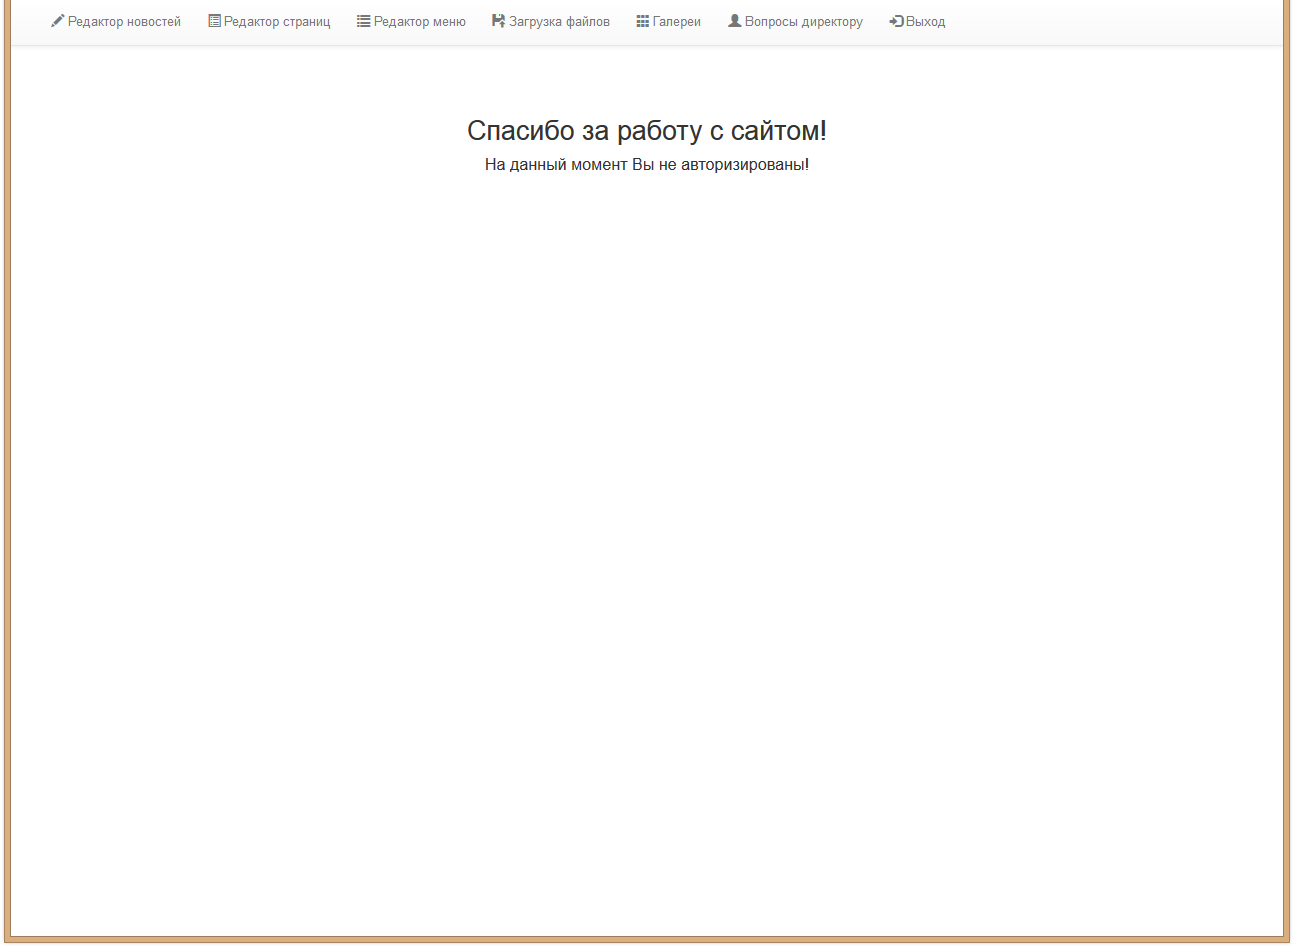 Редактор новостей Редактор страниц Редактор меню Загрузка файлов Галереи Вопросы директору Выход
Спасибо за работу с сайтом!
На данный момент Вы не авторизированы!